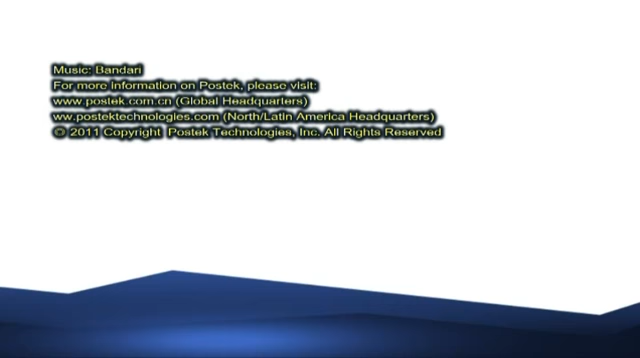 Music: Bandari
For more information on Postek, please visit:
www.postek.com.cn (Global Headquarters)
ww.postektechnologies.com (North/Latin America Headquarters)
© 2011 Copyright Postek Technologies, Inc. All Rights Reserved